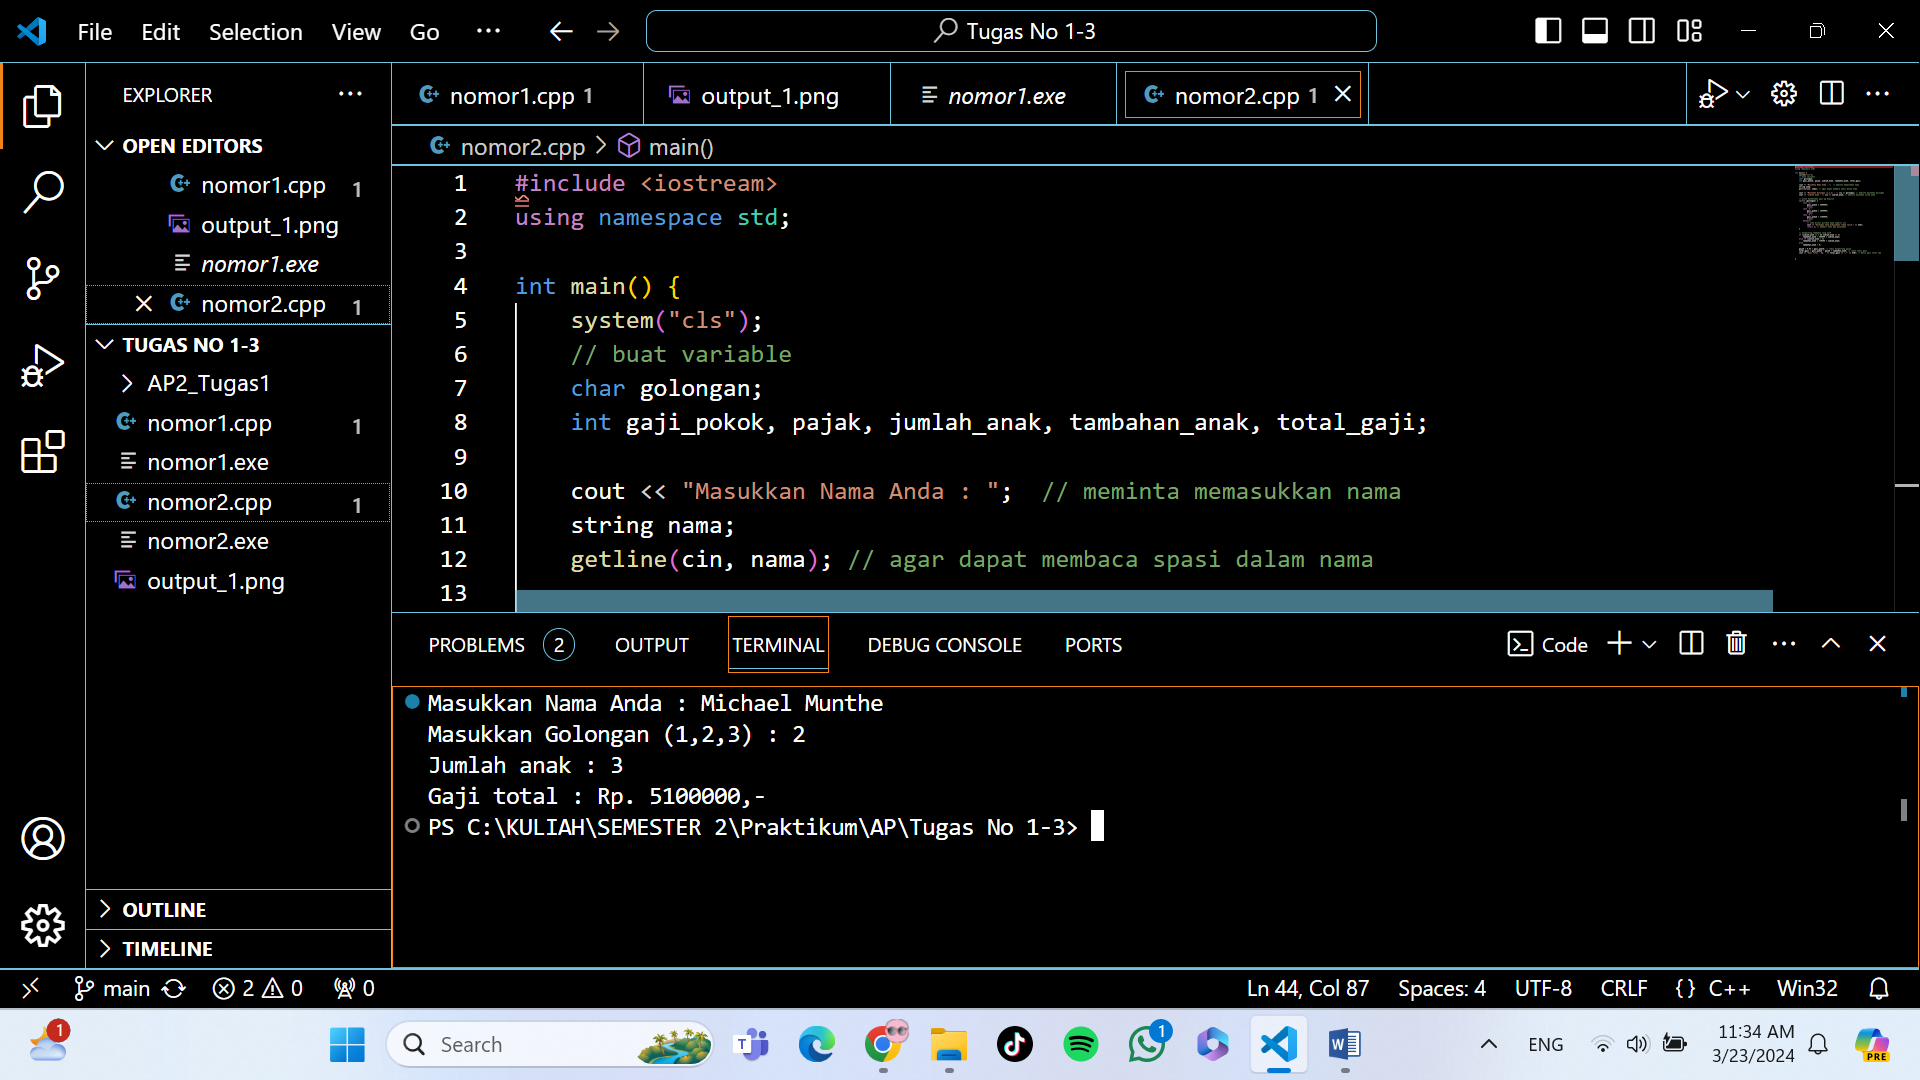 File Edit Selection View Go ··· Tugas No 1-3
EXPLORER ···
OPEN EDITORS
nomor1.cpp 1
output_1.png
nomor1.exe
nomor2.cpp 1
TUGAS NO 1-3
AP2_Tugas1
nomor1.cpp 1
nomor1.exe
nomor2.cpp 1
nomor2.exe
output_1.png
OUTLINE
TIMELINE
nomor1.cpp 1 output_1.png nomor1.exe nomor2.cpp 1
nomor2.cpp > main()
1 #include <iostream>
2 using namespace std;
3
4 int main() {
5 system("cls");
6 // buat variable
7 char golongan;
8 int gaji_pokok, pajak, jumlah_anak, tambahan_anak, total_gaji;
9
10 cout << "Masukkan Nama Anda : "; // meminta memasukkan nama
11 string nama;
12 getline(cin, nama); // agar dapat membaca spasi dalam nama
13
PROBLEMS 2 OUTPUT TERMINAL DEBUG CONSOLE PORTS Code
Masukkan Nama Anda : Michael Munthe
Masukkan Golongan (1,2,3) : 2
Jumlah anak : 3
Gaji total : Rp. 5100000,-
PS C:\KULIAH\SEMESTER 2\Praktikum\AP\Tugas No 1-3>
main 2 0 0 Ln 44, Col 87 Spaces: 4 UTF-8 CRLF {} C++ Win32
1 Search 1 ENG 11:34 AM
3/23/2024 PRE